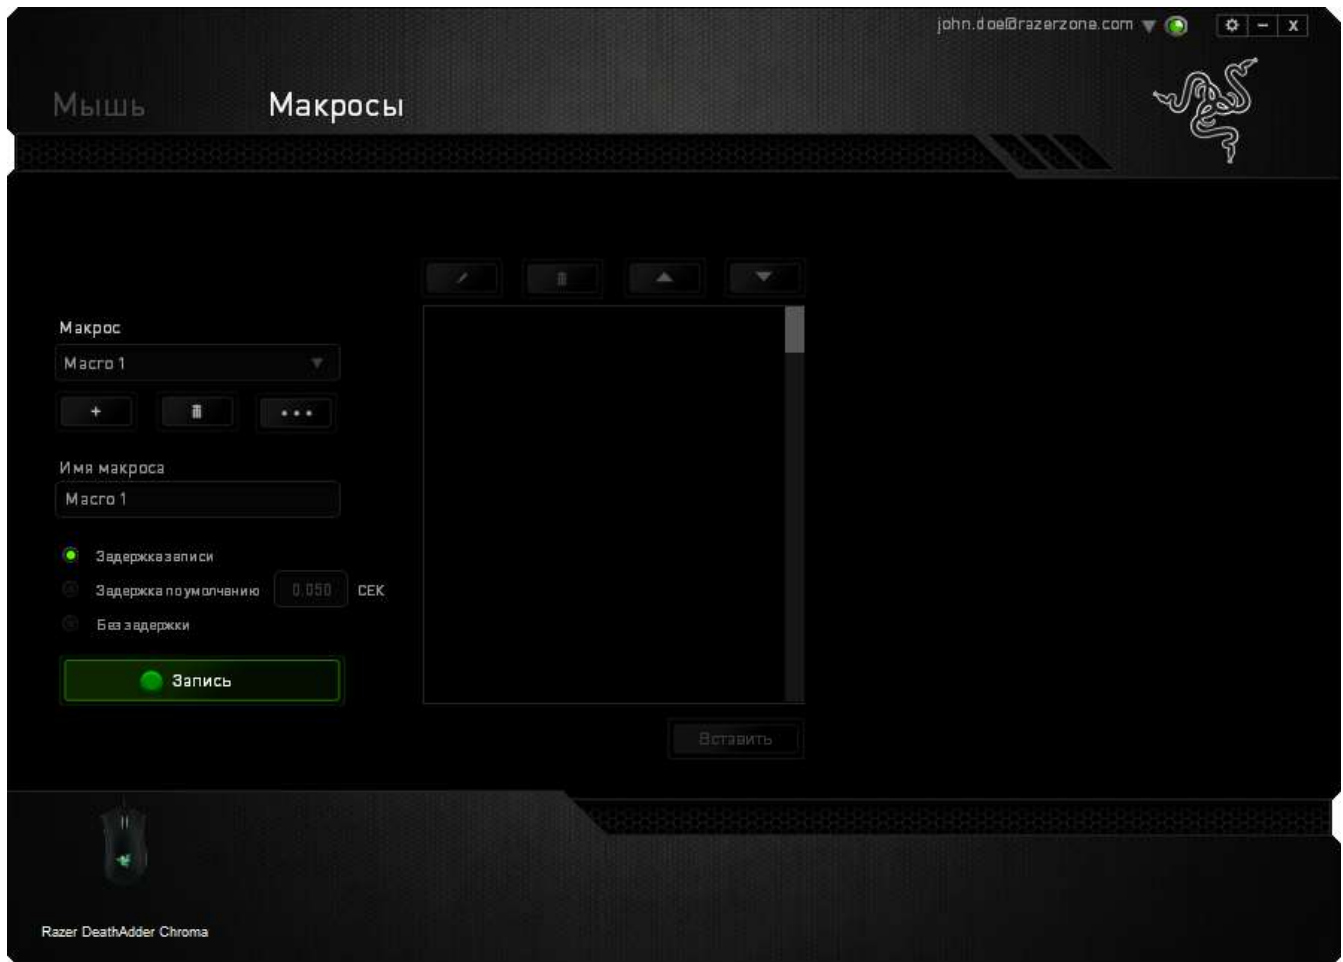 john.doe@razerzone.com
Мышь
Макросы
Макрос
Macro 1
Имя макроса
Macro 1
Задержка записи
Задержка по умолчанию 0.050 СЕК
Без задержки
Запись
Вставить
Razer DeathAdder Chroma